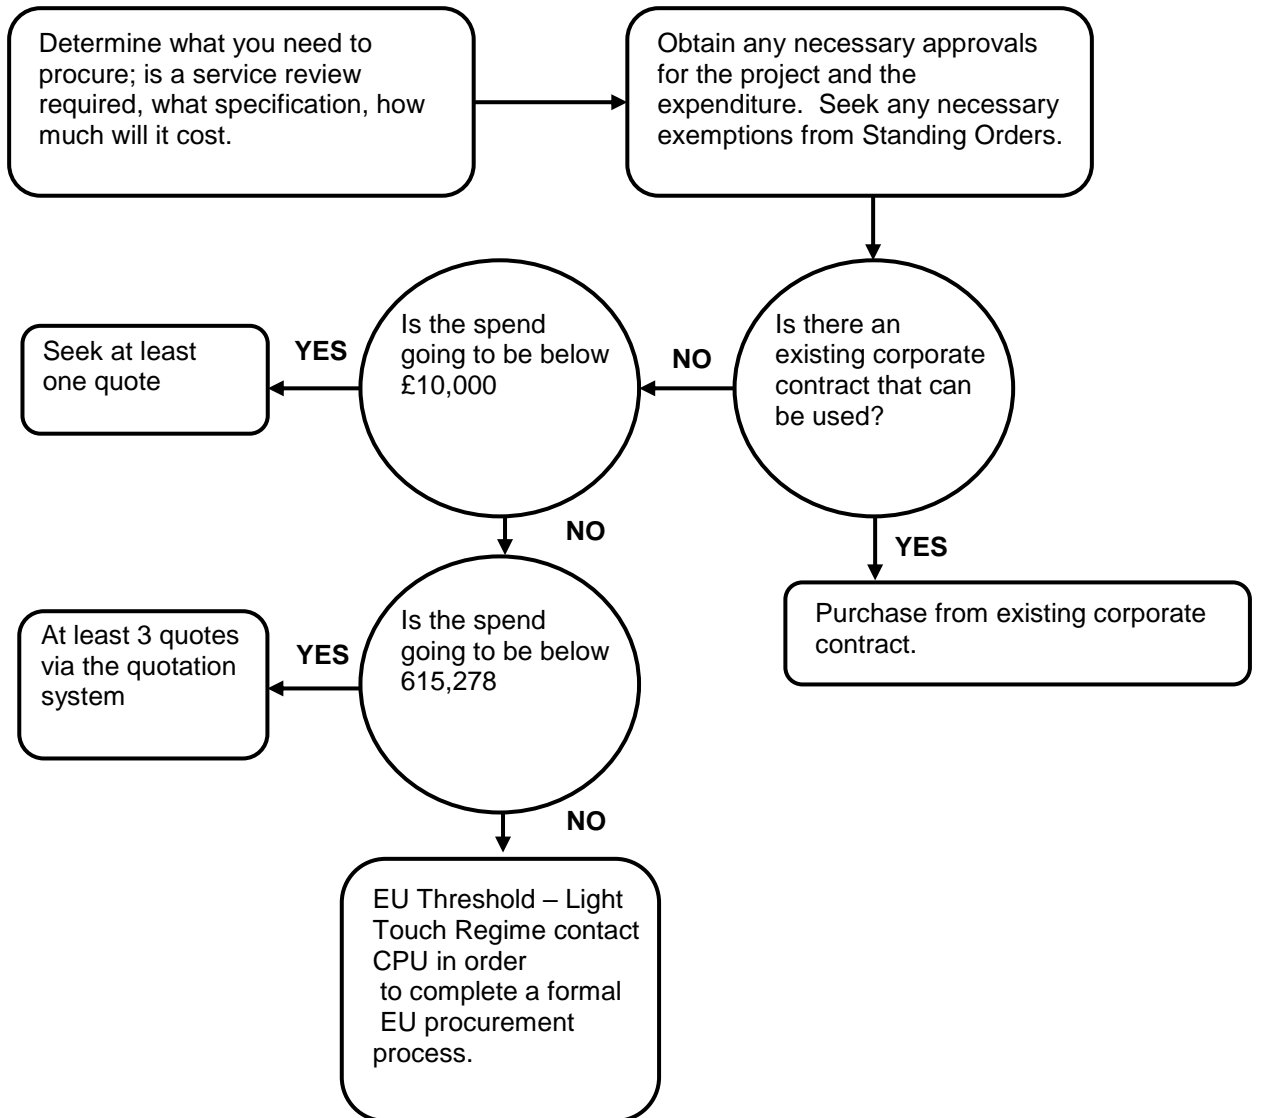 Determine what you need to
procure; is a service review
required, what specification, how
much will it cost.
Obtain any necessary approvals
for the project and the
expenditure.  Seek any necessary
exemptions from Standing Orders.
Is there an
existing corporate
contract that can
be used?
NO
YES
Purchase from existing corporate
contract.
Is the spend
going to be below
£10,000
YES
Seek at least
one quote
NO
Is the spend
going to be below
615,278
YES
At least 3 quotes
via the quotation
system
NO
EU Threshold – Light
Touch Regime contact
CPU in order
to complete a formal
EU procurement
process.